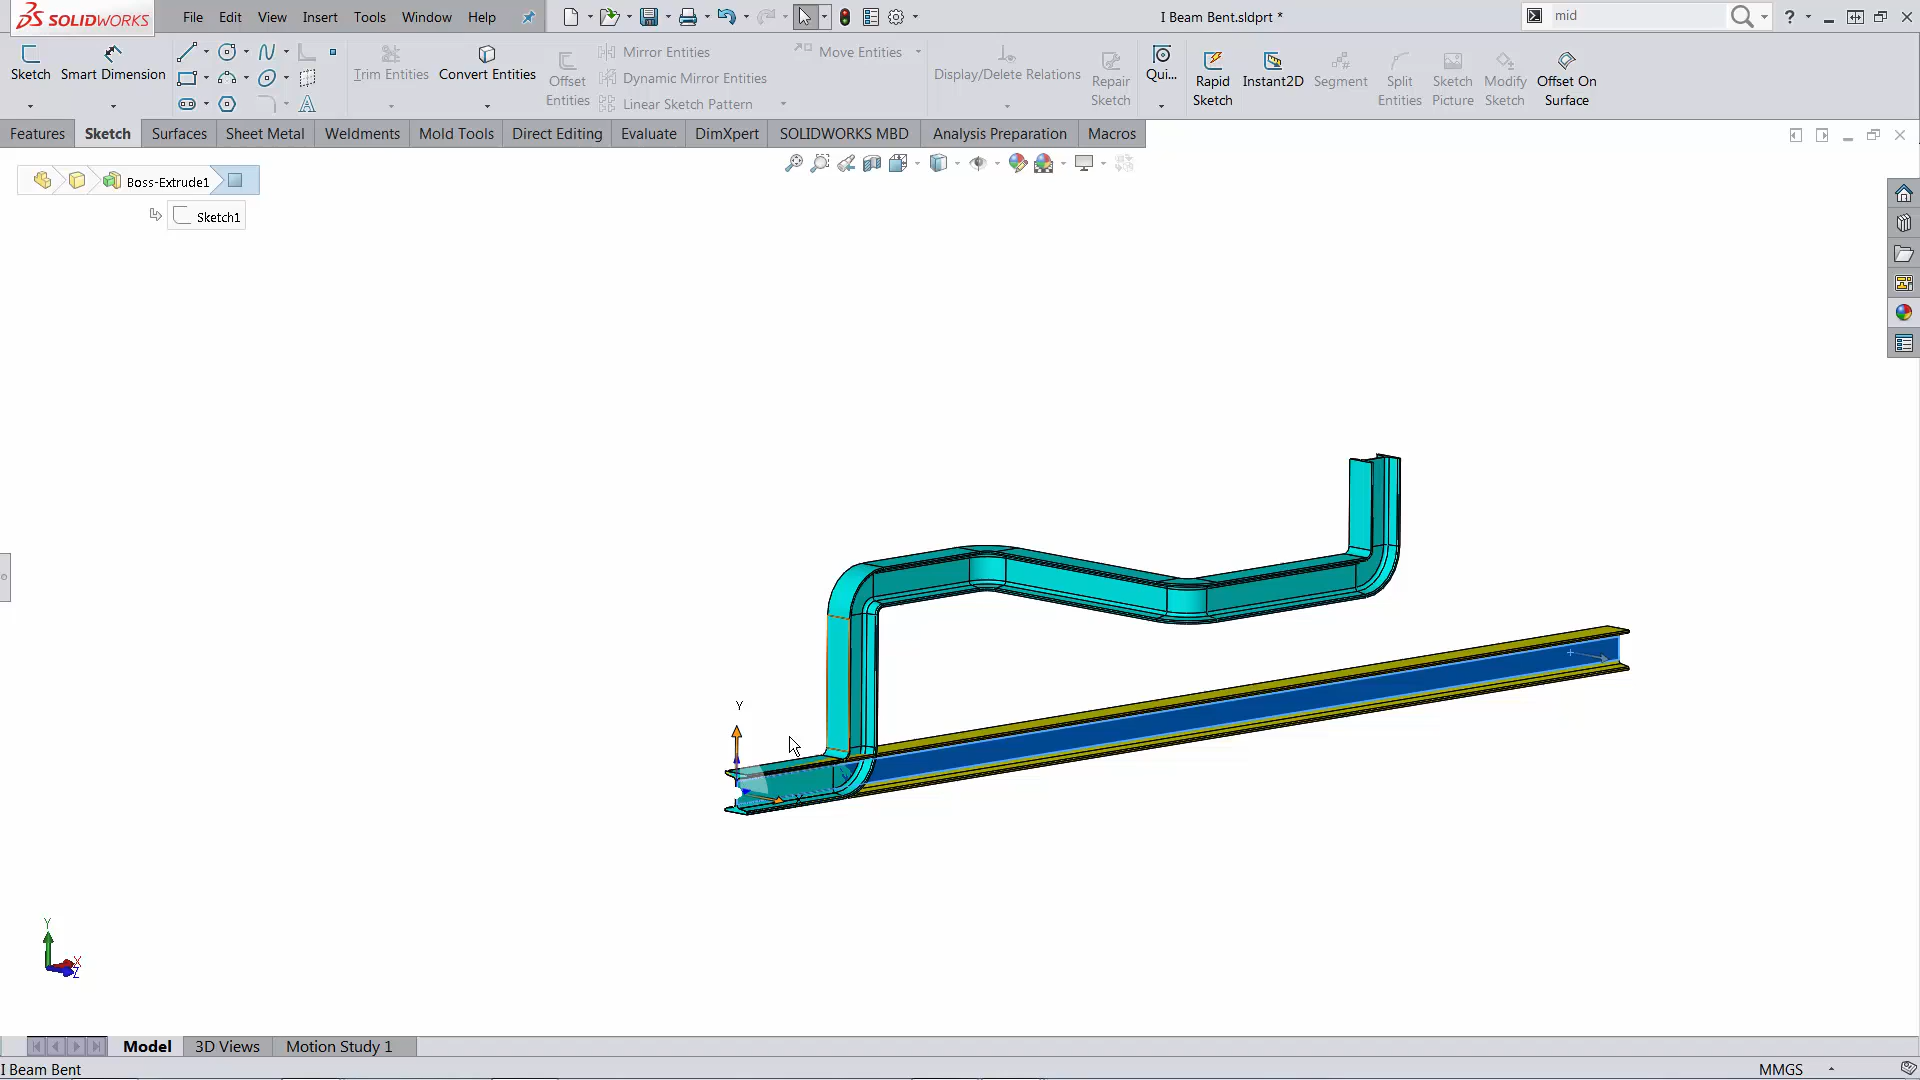 SOLIDWORKS
File Edit View Insert Tools Window Help
I Beam Bent.sldprt *
mid
?
Sketch
Smart Dimension
Trim Entities
Convert Entities
Offset Entities
Mirror Entities
Dynamic Mirror Entities
Linear Sketch Pattern
Move Entities
Display/Delete Relations
Repair Sketch
Qui...
Rapid Sketch
Instant2D
Segment
Split Entities
Sketch Picture
Modify Sketch
Offset On Surface
Features Sketch Surfaces Sheet Metal Weldments Mold Tools Direct Editing Evaluate DimXpert SOLIDWORKS MBD Analysis Preparation Macros
Boss-Extrude1
Sketch1
Y
X
Y
X
Z
Model 3D Views Motion Study 1
I Beam Bent
MMGS